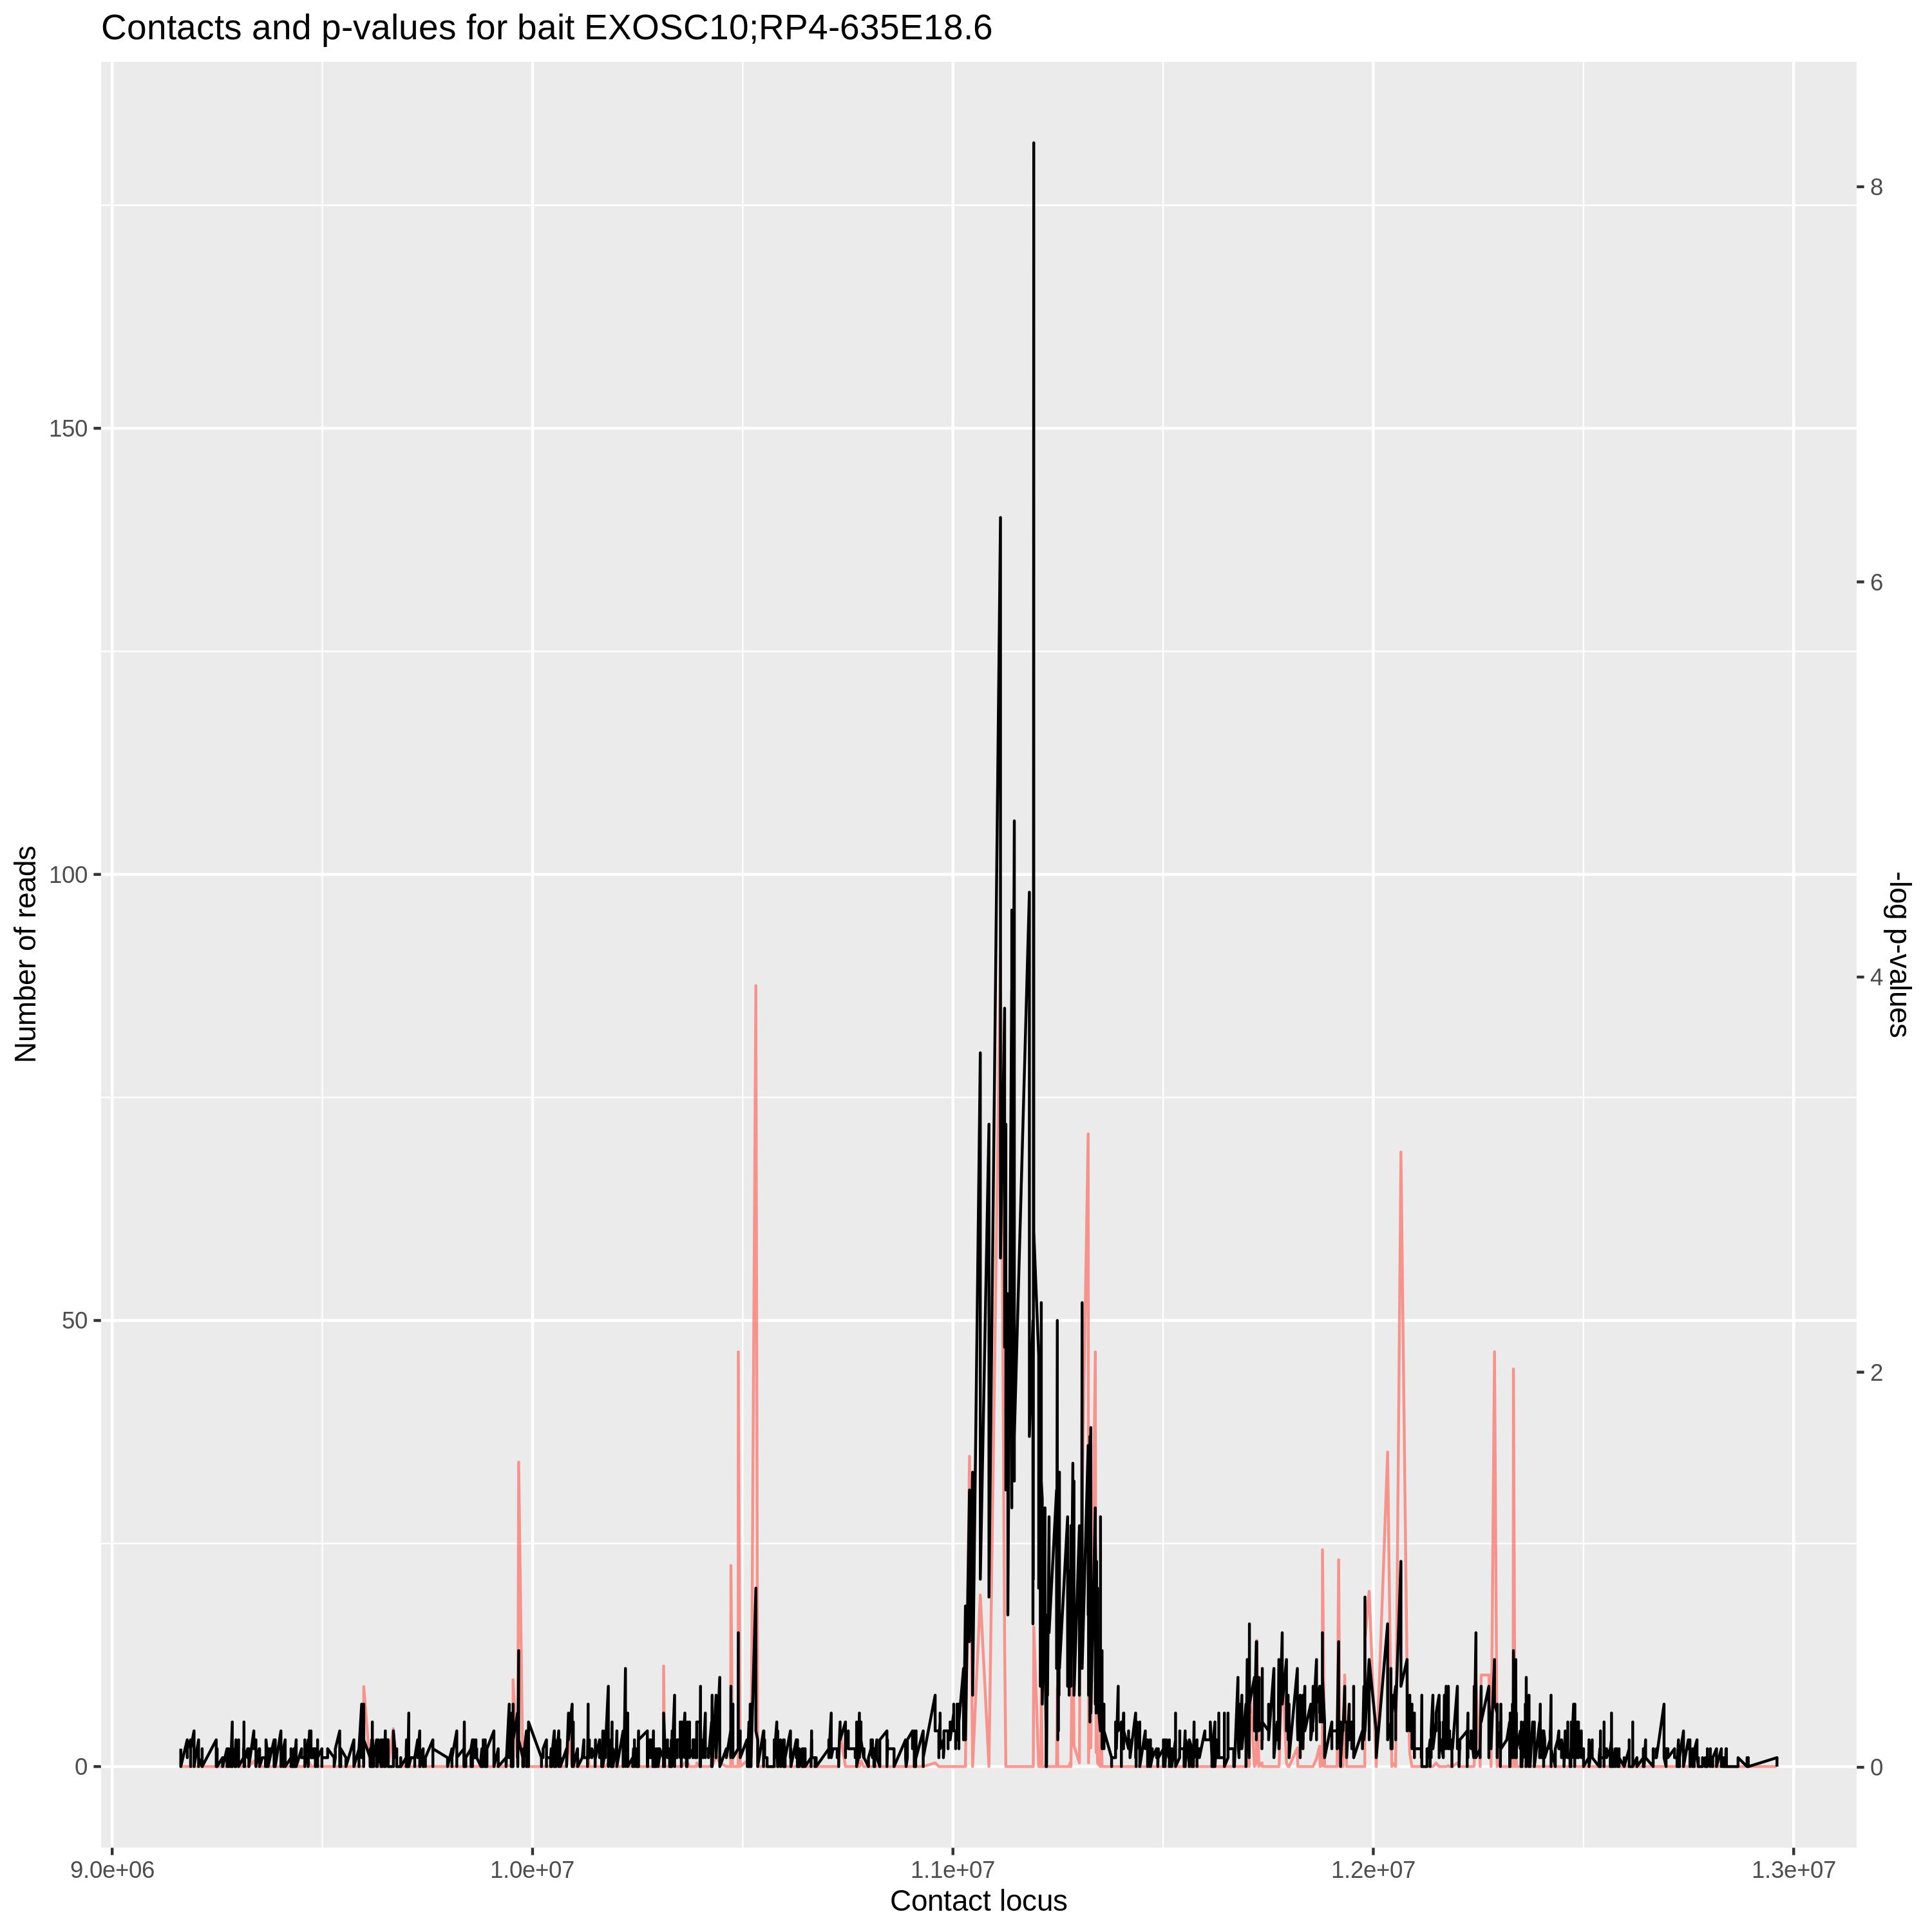 Contacts and p-values for bait EXOSC10;RP4-635E18.6
Number of reads
150
100
50
0
8
6
4
2
0
-log p-values
9.0e+06 1.0e+07 1.1e+07 1.2e+07 1.3e+07
Contact locus